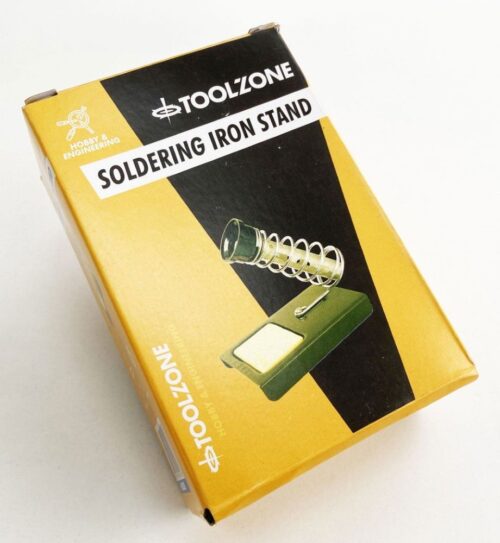 TOOLZONE
HOBBY &
ENGINEERING
SOLDERING IRON STAND
TOOLZONE
HOBBY & ENGINEERING